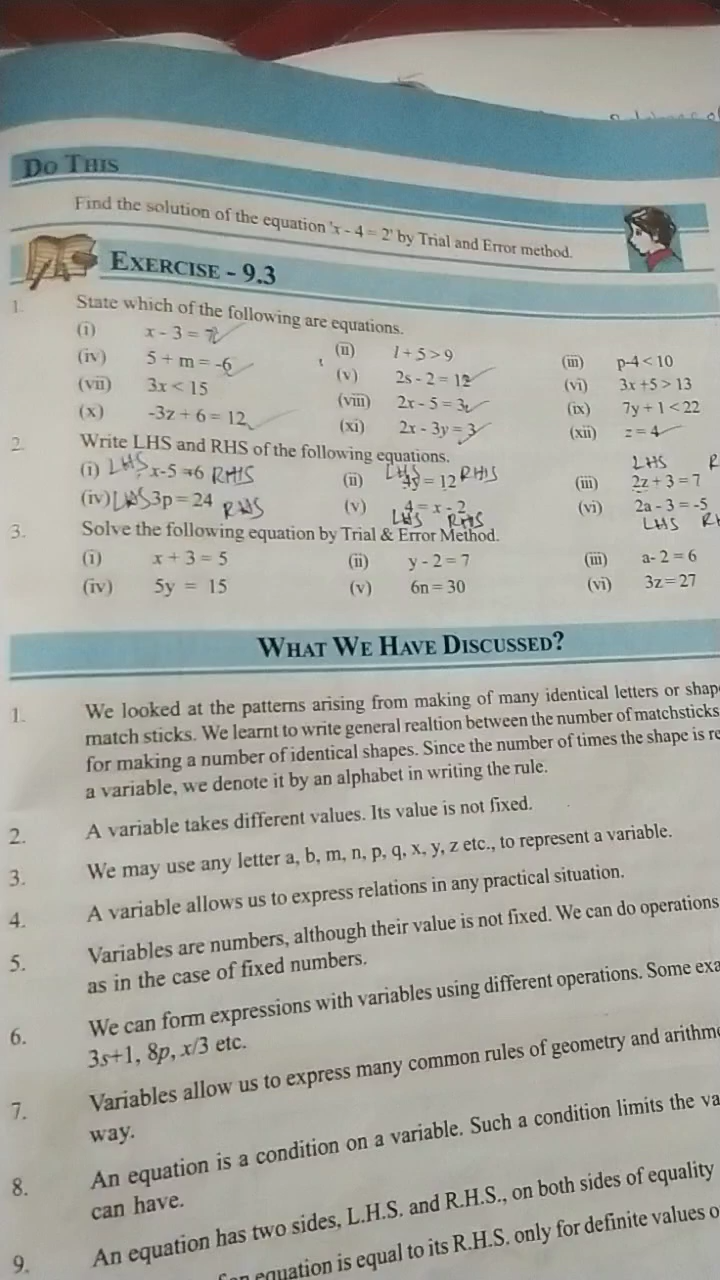 DO THIS
Find the solution of the equation 'x - 4 = 2' by Trial and Error method.
EXERCISE - 9.3
1. State which of the following are equations.
(i) x - 3 = 7 (ii) l + 5 > 9 (iii) p-4 < 10
(iv) 5 + m = -6 (v) 2s - 2 = 12 (vi) 3x +5 > 13
(vii) 3x < 15 (viii) 2x - 5 = 3 (ix) 7y + 1 < 22
(x) -3z + 6 = 12 (xi) 2x - 3y = 3 (xii) z = 4
2. Write LHS and RHS of the following equations.
(i) LHS x-5 = 6 RHS (ii) LHS 4y = 12 RHS (iii) LHS 2z + 3 = 7 R
(iv) LHS 3p = 24 RHS (v) 4 = x - 2 (vi) 2a - 3 = -5
LHS RHS LHS RH
3. Solve the following equation by Trial & Error Method.
(i) x + 3 = 5 (ii) y - 2 = 7 (iii) a- 2 = 6
(iv) 5y = 15 (v) 6n = 30 (vi) 3z = 27
WHAT WE HAVE DISCUSSED?
1. We looked at the patterns arising from making of many identical letters or shap
match sticks. We learnt to write general realtion between the number of matchsticks
for making a number of identical shapes. Since the number of times the shape is re
a variable, we denote it by an alphabet in writing the rule.
2. A variable takes different values. Its value is not fixed.
3. We may use any letter a, b, m, n, p, q, x, y, z etc., to represent a variable.
4. A variable allows us to express relations in any practical situation.
5. Variables are numbers, although their value is not fixed. We can do operations
as in the case of fixed numbers.
6. We can form expressions with variables using different operations. Some exa
3s+1, 8p, x/3 etc.
7. Variables allow us to express many common rules of geometry and arithme
way.
8. An equation is a condition on a variable. Such a condition limits the va
can have.
9. An equation has two sides, L.H.S. and R.H.S., on both sides of equality
equation is equal to its R.H.S. only for definite values o